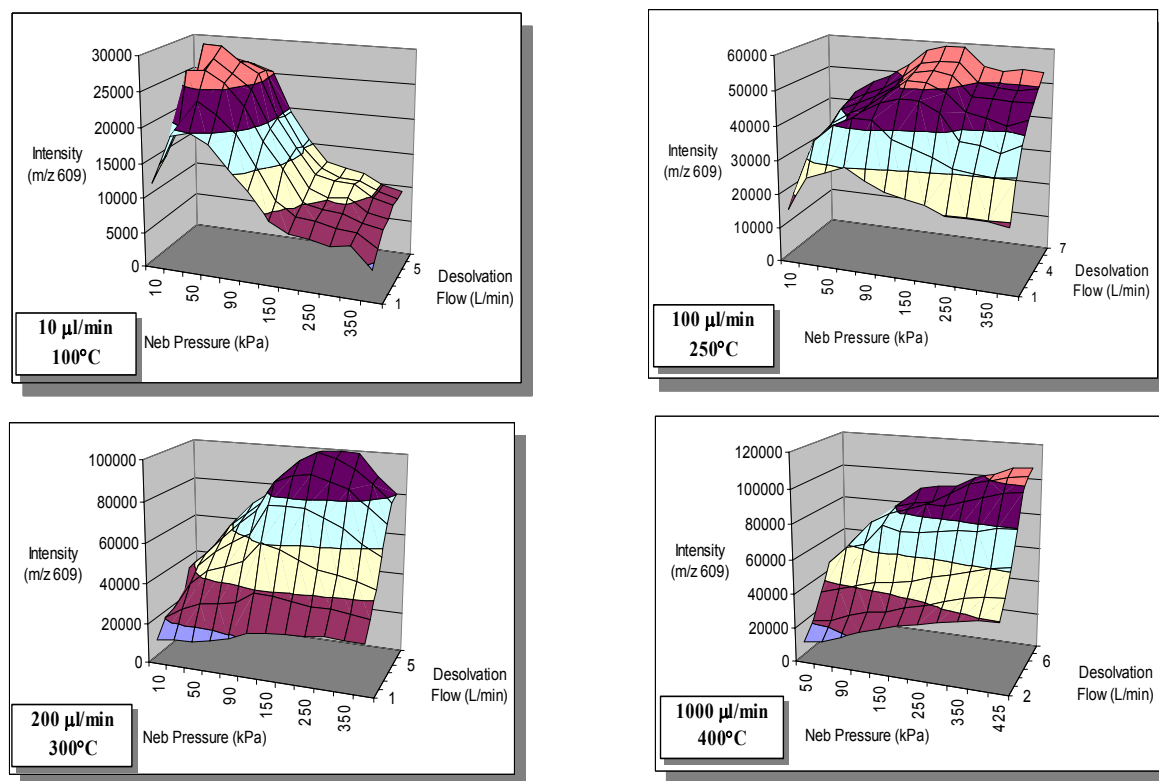 30000
25000
20000
15000
10000
5000
0
Intensity
(m/z 609)
10
50
90
150
250
350
Neb Pressure (kPa)
5
1
Desolvation
Flow (L/min)
10 µl/min
100°C
60000
50000
40000
30000
20000
10000
0
Intensity
(m/z 609)
10
50
90
150
250
350
Neb Pressure (kPa)
7
4
1
Desolvation
Flow (L/min)
100 µl/min
250°C
100000
80000
60000
40000
20000
0
Intensity
(m/z 609)
10
50
90
150
250
350
Neb Pressure (kPa)
5
1
Desolvation
Flow (L/min)
200 µl/min
300°C
120000
100000
80000
60000
40000
20000
0
Intensity
(m/z 609)
50
90
150
250
350
425
Neb Pressure (kPa)
6
2
Desolvation
Flow (L/min)
1000 µl/min
400°C